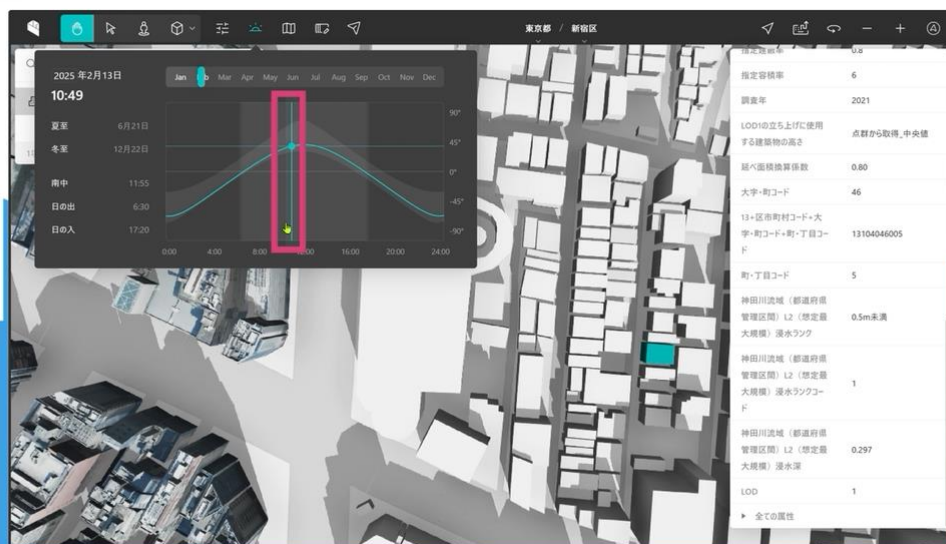 東京都 / 新宿区
2025 年2月13日
10:49
Jan Mar Apr May Jun Jul Aug Sep Oct Nov Dec
夏至 6月21日
冬至 12月22日
南中 11:55
日の出 6:30
日の入 17:20
90°
45°
0°
-45°
-90°
0:00 4:00 8:00 16:00 20:00 24:00
0.8
指定容積率 6
調査年 2021
LOD1の立ち上げに使用
する建築物の高さ
点群から取得_中央値
延べ面積換算係数 0.80
大字・町コード 46
13+区市町村コード+大
字・町コード+町・丁目コー
ド
13104046005
町・丁目コード 5
神田川流域（都道府県
管理区間）L2（想定最
大規模）浸水ランク
0.5m未満
神田川流域（都道府県
管理区間）L2（想定最
大規模）浸水ランクコー
ド
1
神田川流域（都道府県
管理区間）L2（想定最
大規模）浸水深
0.297
LOD 1
全ての属性